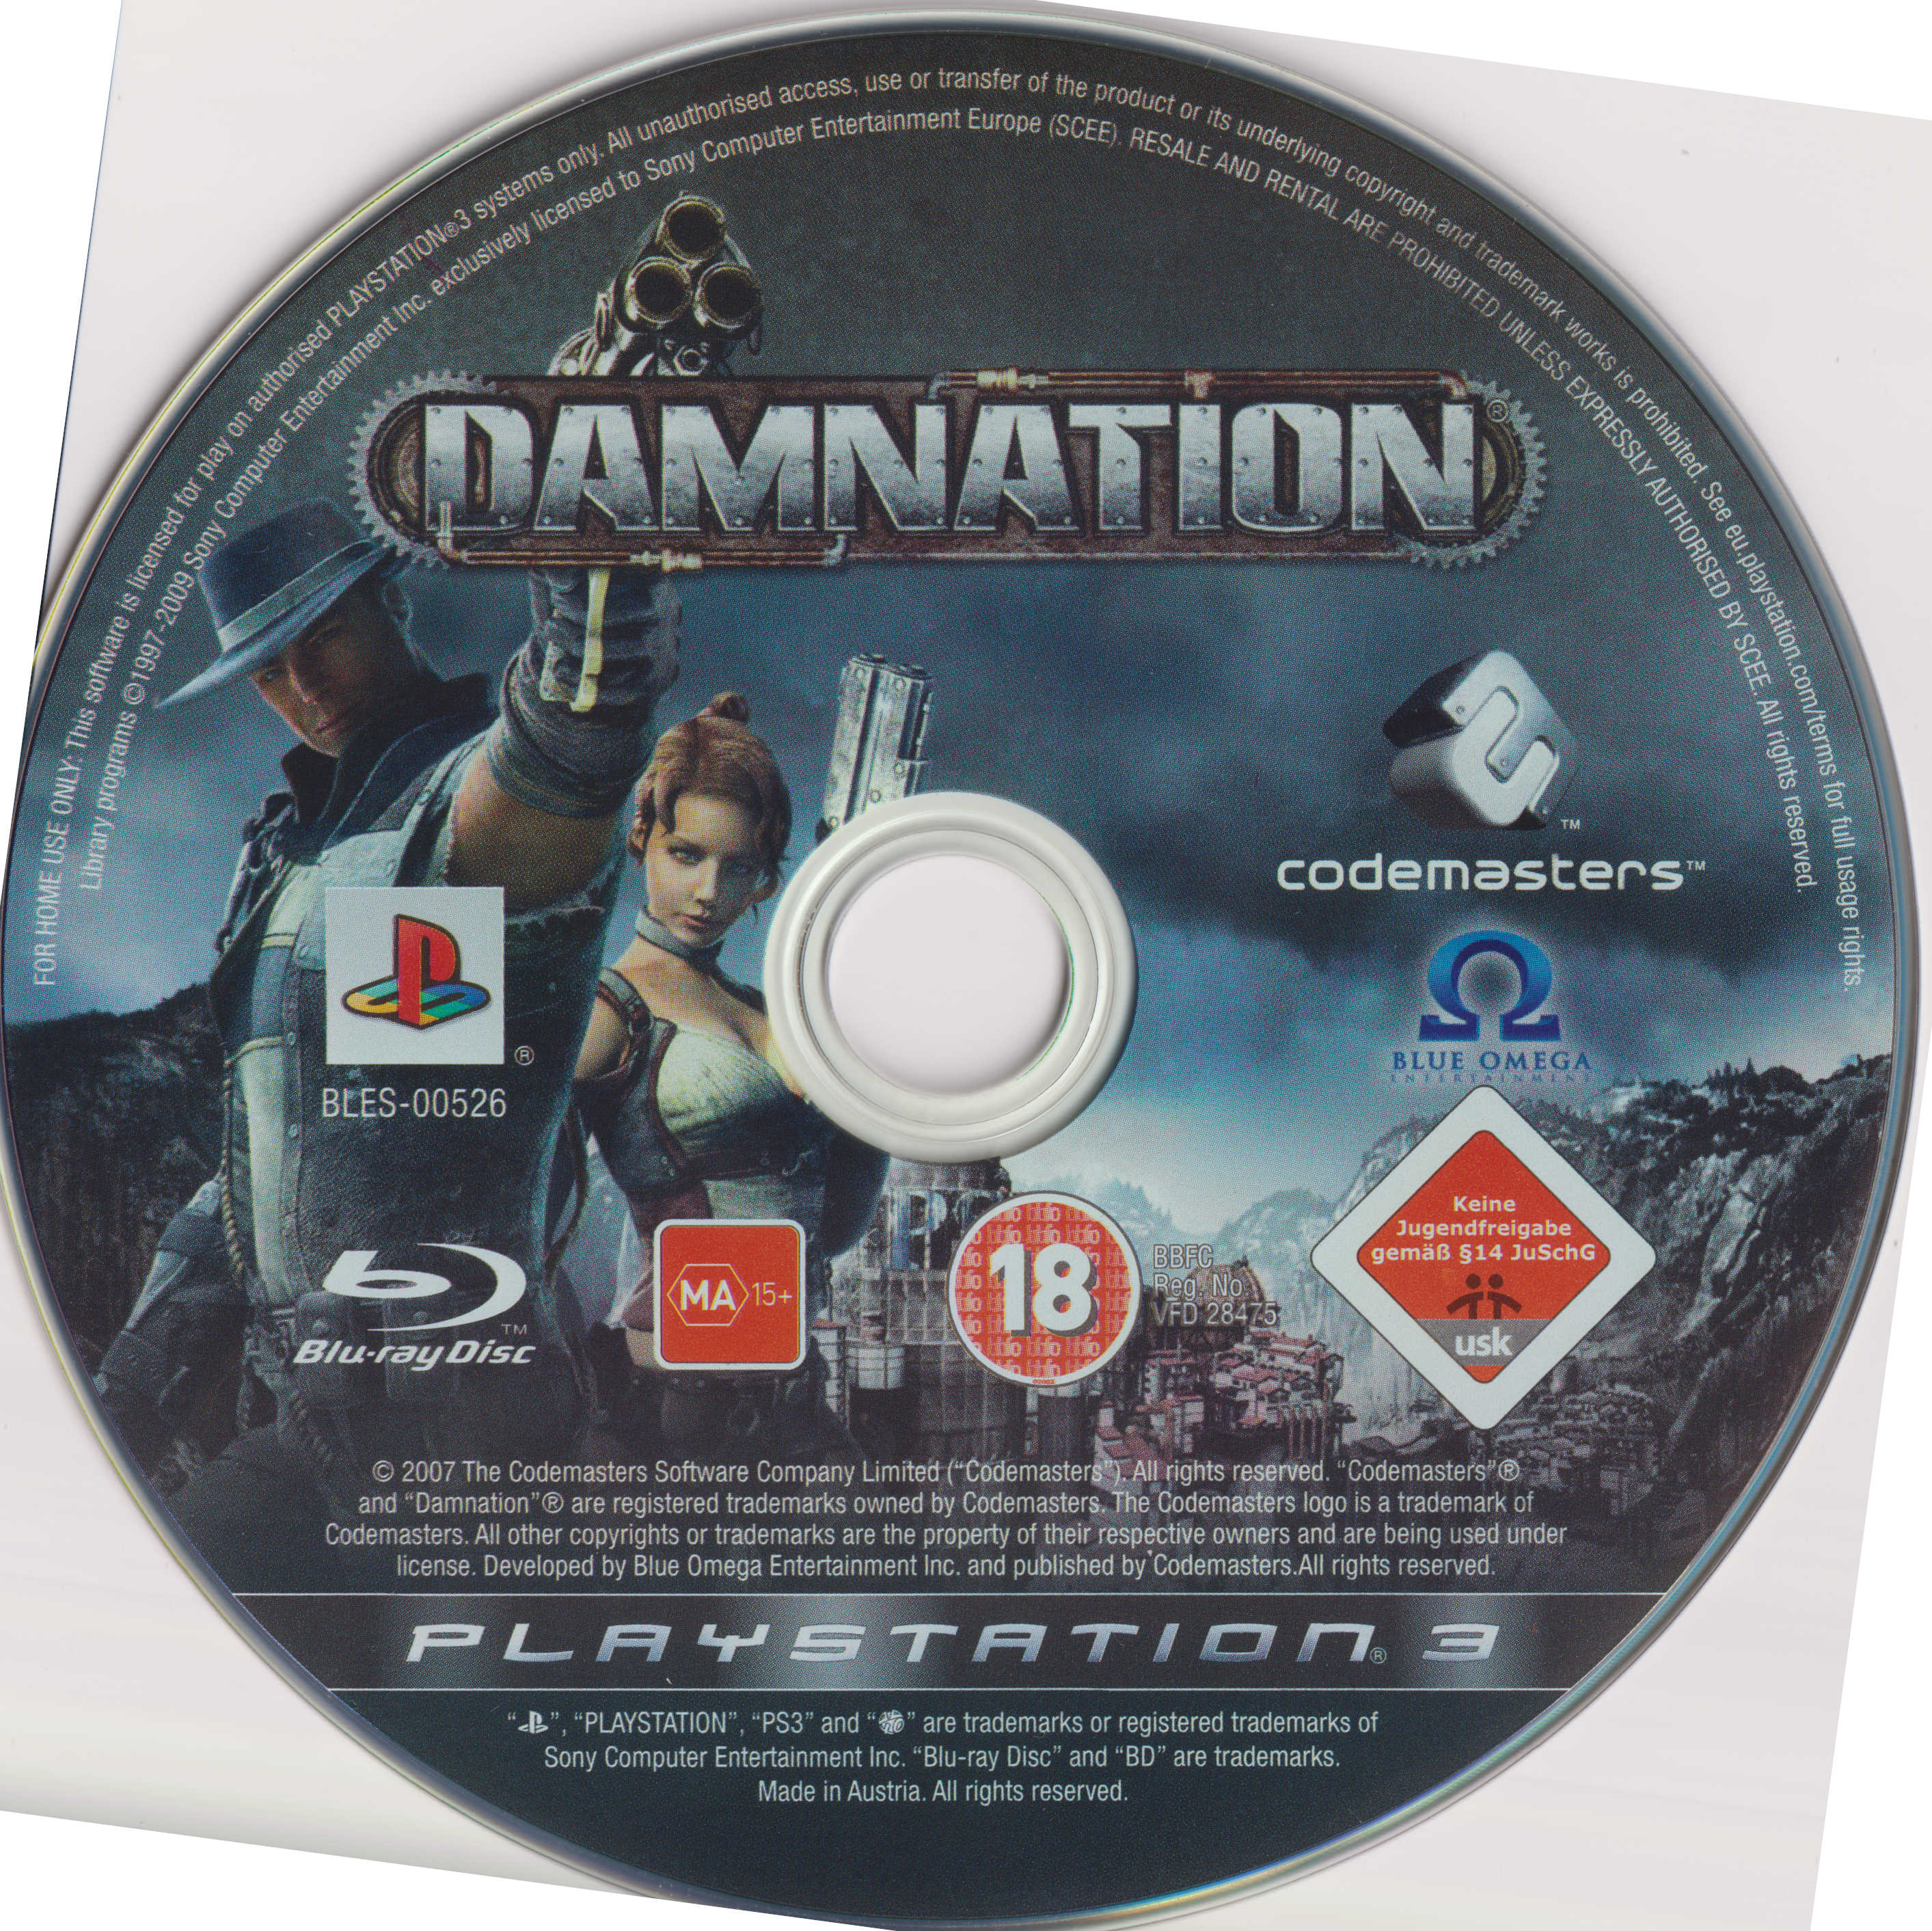 FOR HOME USE ONLY: This software is licensed for play on authorised PLAYSTATION®3 systems only. All unauthorised access, use or transfer of the product or its underlying copyright and trademark works is prohibited. See eu.playstation.com/terms for full usage rights.
Library programs ©1997-2009 Sony Computer Entertainment Inc. exclusively licensed to Sony Computer Entertainment Europe (SCEE). RESALE AND RENTAL ARE PROHIBITED UNLESS EXPRESSLY AUTHORISED BY SCEE. All rights reserved.
DAMNATION®
codemasters™
BLUE OMEGA
ENTERTAINMENT
®
BLES-00526
Blu-ray Disc™
MA 15+
18
BBFC
Reg. No
VFD 28475
Keine
Jugendfreigabe
gemäß §14 JuSchG
usk
© 2007 The Codemasters Software Company Limited (“Codemasters”). All rights reserved. “Codemasters”®
and “Damnation”® are registered trademarks owned by Codemasters. The Codemasters logo is a trademark of
Codemasters. All other copyrights or trademarks are the property of their respective owners and are being used under
license. Developed by Blue Omega Entertainment Inc. and published by Codemasters.All rights reserved.
PLAYSTATION® 3
“ ”, “PLAYSTATION”, “PS3” and “ ” are trademarks or registered trademarks of
Sony Computer Entertainment Inc. “Blu-ray Disc” and “BD” are trademarks.
Made in Austria. All rights reserved.